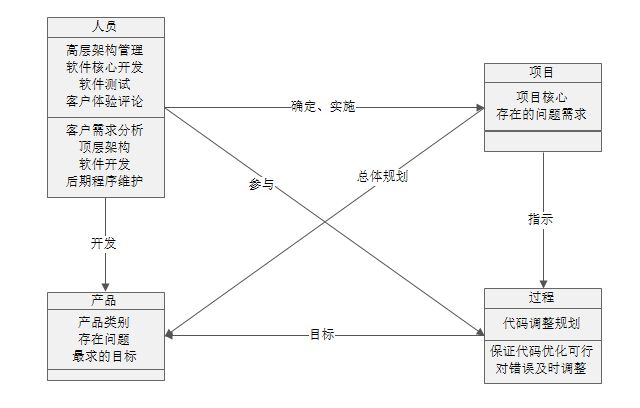 人员
高层架构管理
软件核心开发
软件测试
客户体验评论
客户需求分析
顶层架构
软件开发
后期程序维护
确定、实施
项目
项目核心
存在的问题需求
参与
总体规划
开发
指示
产品
产品类别
存在问题
最求的目标
目标
过程
代码调整规划
保证代码优化可行
对错误及时调整